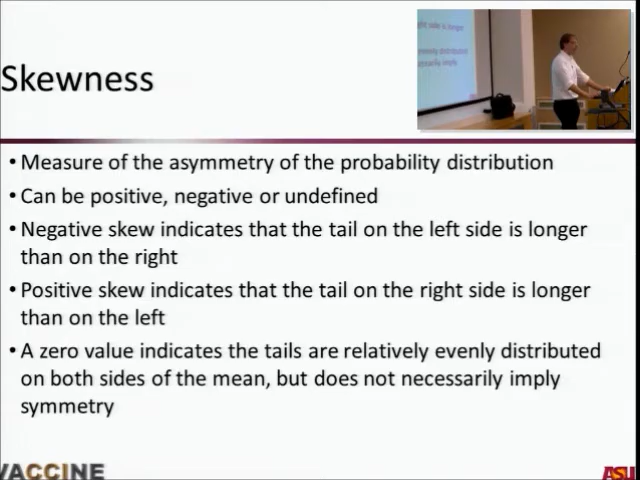 Skewness
• Measure of the asymmetry of the probability distribution
• Can be positive, negative or undefined
• Negative skew indicates that the tail on the left side is longer
than on the right
• Positive skew indicates that the tail on the right side is longer
than on the left
• A zero value indicates the tails are relatively evenly distributed
on both sides of the mean, but does not necessarily imply
symmetry
VACCINE
ASU